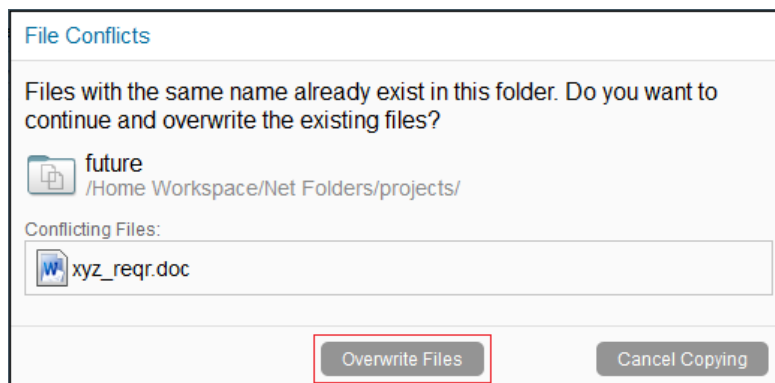 File Conflicts
Files with the same name already exist in this folder. Do you want to
continue and overwrite the existing files?
future
/Home Workspace/Net Folders/projects/
Conflicting Files:
xyz_reqr.doc
Overwrite Files
Cancel Copying